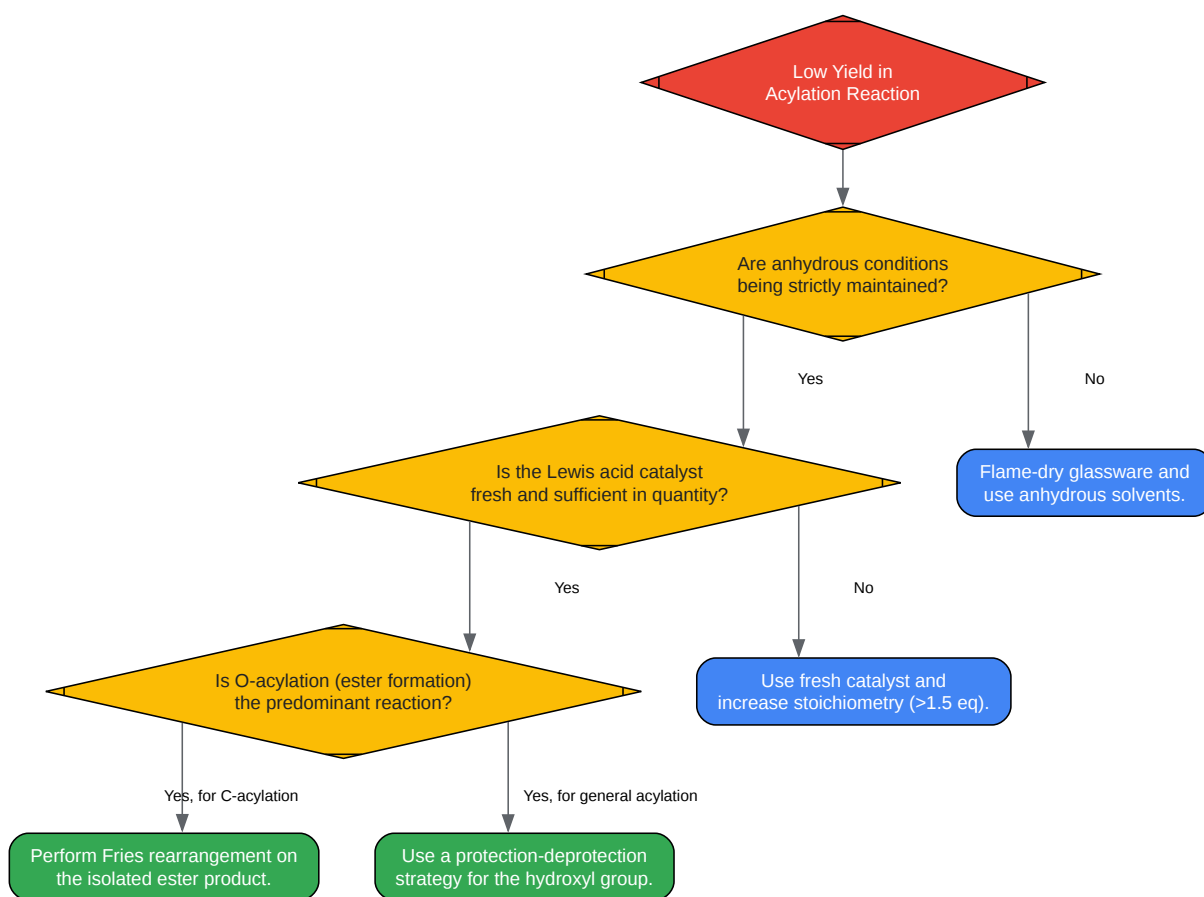 Low Yield in
Acylation Reaction
Are anhydrous conditions
being strictly maintained?
Yes
No
Is the Lewis acid catalyst
fresh and sufficient in quantity?
Flame-dry glassware and
use anhydrous solvents.
Yes
No
Is O-acylation (ester formation)
the predominant reaction?
Use fresh catalyst and
increase stoichiometry (>1.5 eq).
Yes, for C-acylation
Yes, for general acylation
Perform Fries rearrangement on
the isolated ester product.
Use a protection-deprotection
strategy for the hydroxyl group.